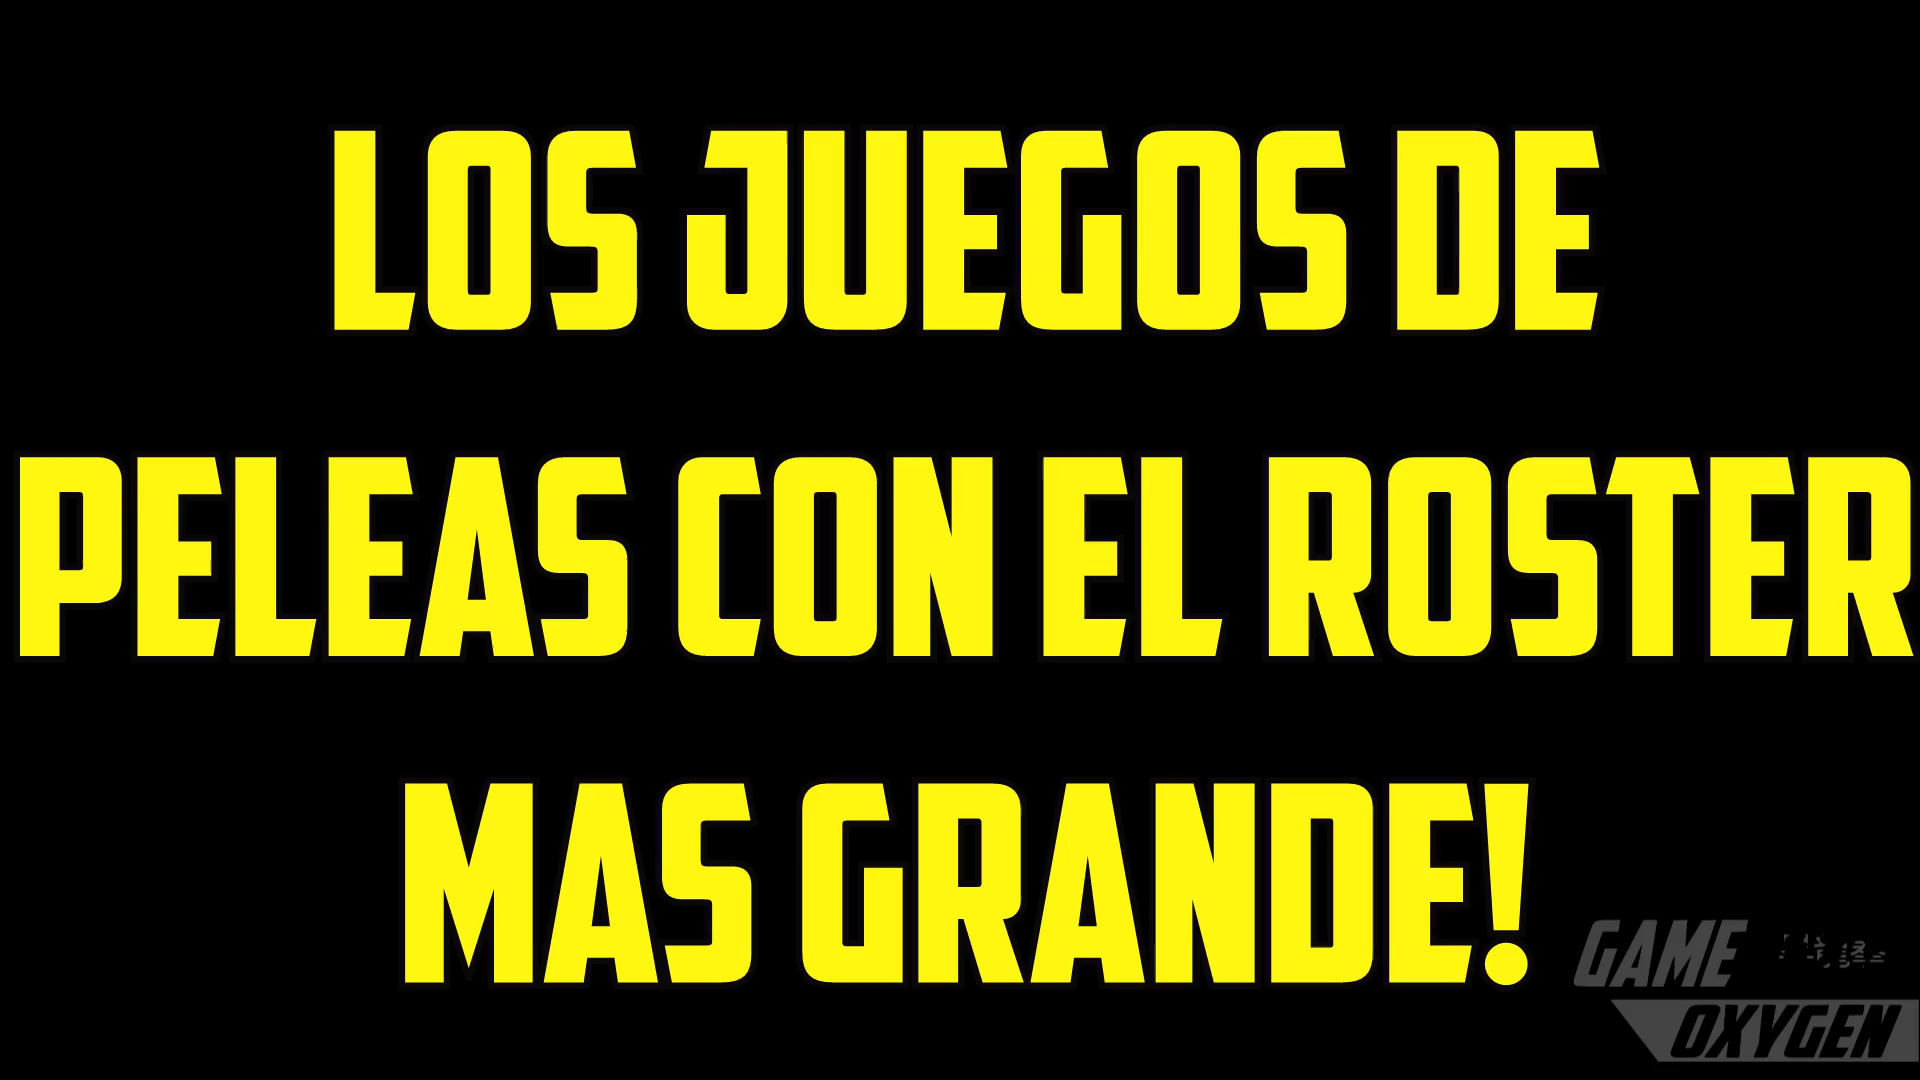 LOS JUEGOS DE
PELEAS CON EL ROSTER
MAS GRANDE!
GAME
OXYGEN